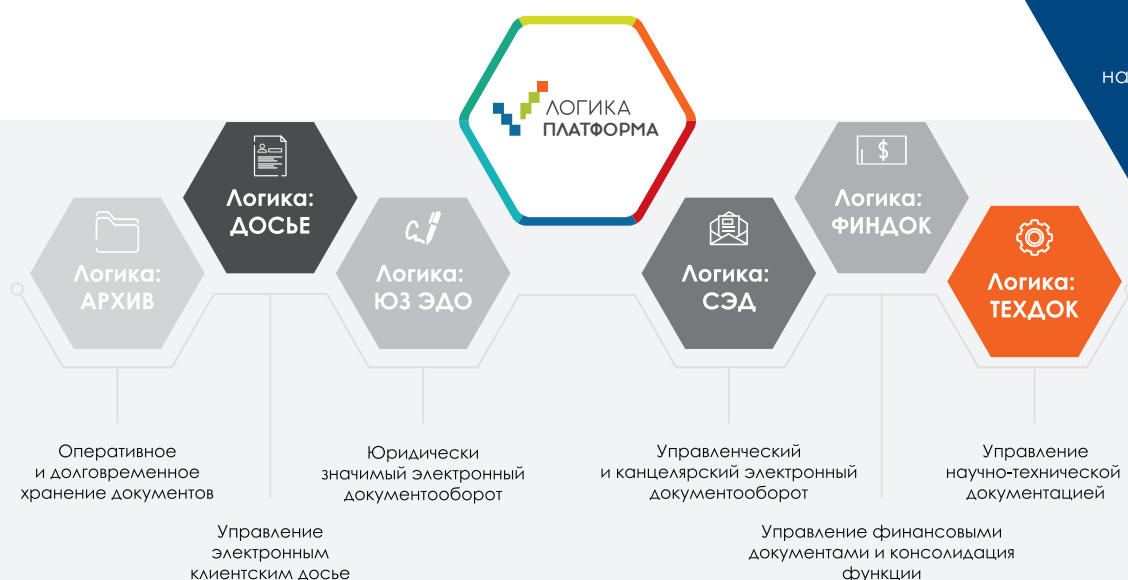 ЛОГИКА
ПЛАТФОРМА
на
Логика:
АРХИВ
Логика:
ДОСЬЕ
Логика:
ЮЗ ЭДО
Логика:
СЭД
Логика:
ФИНДОК
Логика:
ТЕХДОК
Оперативное
и долговременное
хранение документов
Управление
электронным
клиентским досье
Юридически
значимый электронный
документооборот
Управленческий
и канцелярский электронный
документооборот
Управление финансовыми
документами и консолидация
функции
Управление
научно-технической
документацией